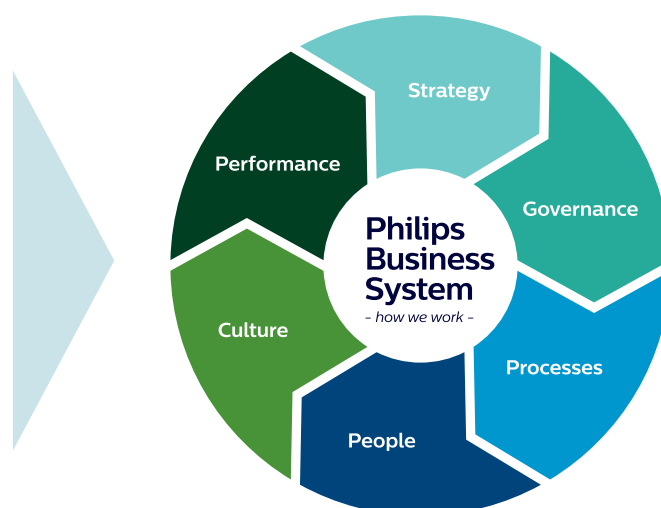 Strategy
Performance
Governance
Philips
Business
System
- how we work -
Culture
Processes
People